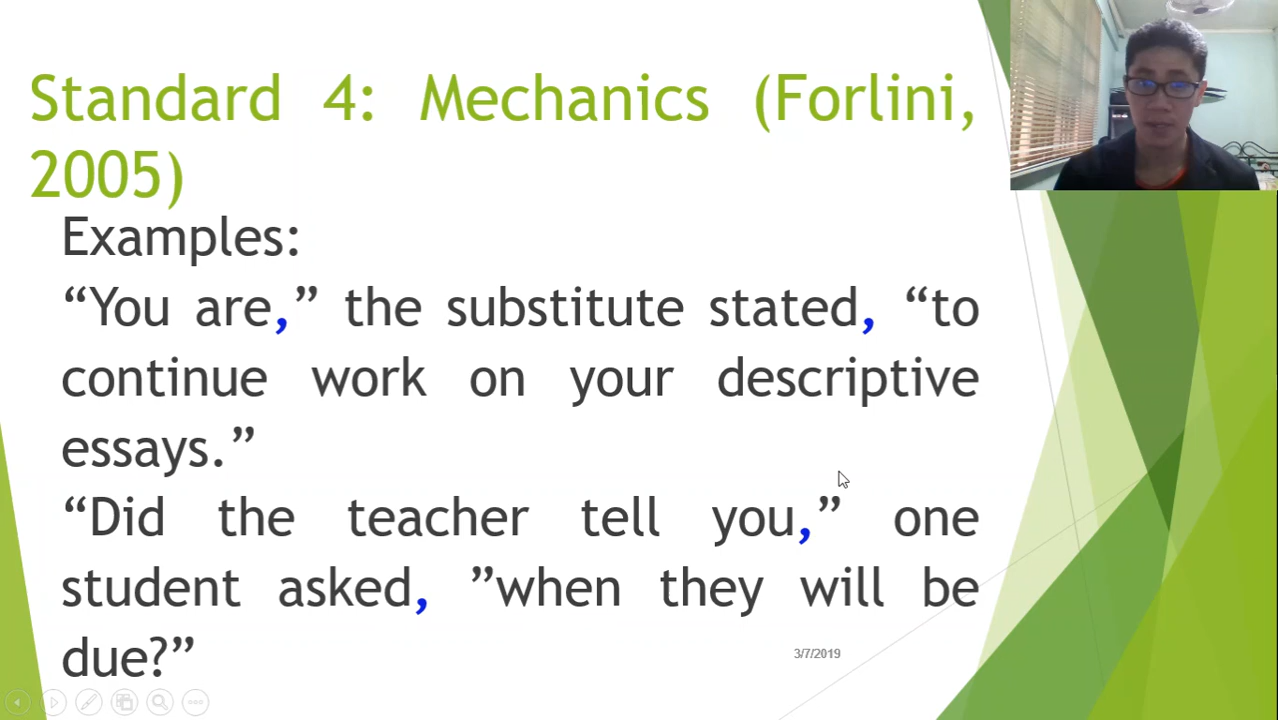 Standard 4: Mechanics (Forlini,
2005)
Examples:
“You are,” the substitute stated, “to
continue work on your descriptive
essays.”
“Did the teacher tell you,” one
student asked, ”when they will be
due?”
3/7/2019